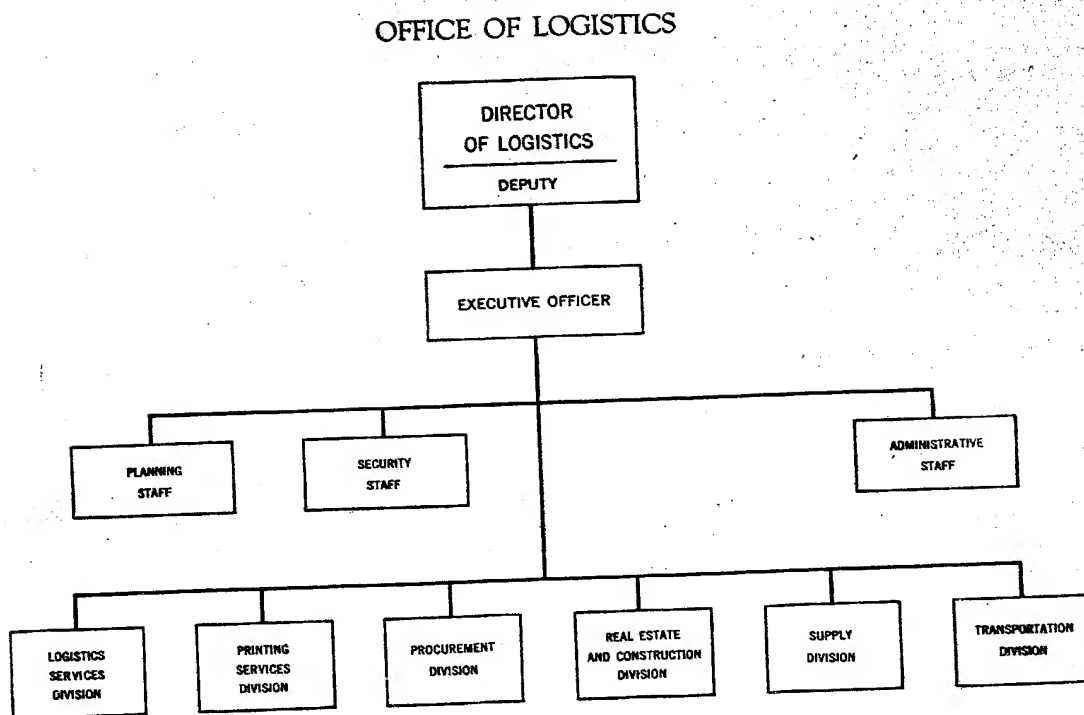 OFFICE OF LOGISTICS
DIRECTOR
OF LOGISTICS
DEPUTY
EXECUTIVE OFFICER
PLANNING
STAFF
SECURITY
STAFF
ADMINISTRATIVE
STAFF
LOGISTICS
SERVICES
DIVISION
PRINTING
SERVICES
DIVISION
PROCUREMENT
DIVISION
REAL ESTATE
AND CONSTRUCTION
DIVISION
SUPPLY
DIVISION
TRANSPORTATION
DIVISION